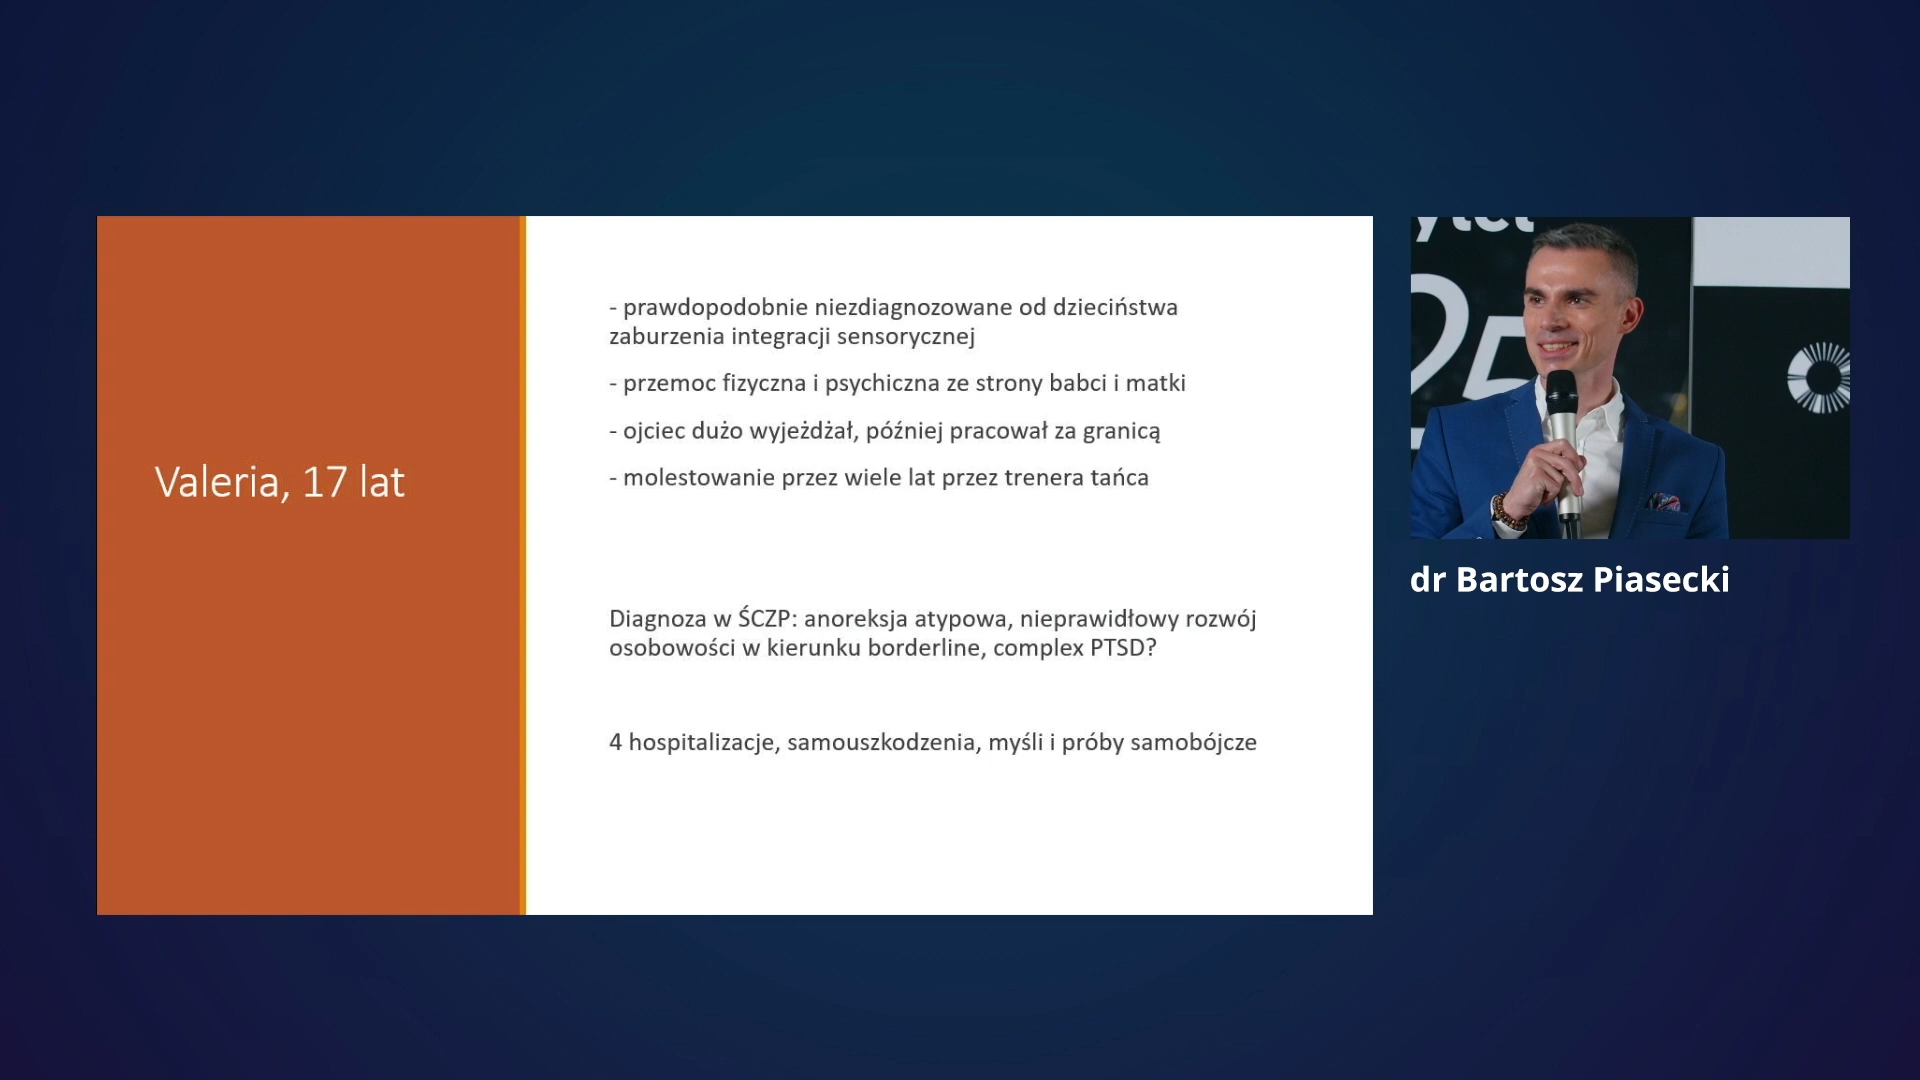 Valeria, 17 lat
- prawdopodobnie niezdiagnozowane od dzieciństwa
zaburzenia integracji sensorycznej
- przemoc fizyczna i psychiczna ze strony babci i matki
- ojciec dużo wyjeżdżał, później pracował za granicą
- molestowanie przez wiele lat przez trenera tańca
Diagnoza w ŚCZP: anoreksja atypowa, nieprawidłowy rozwój
osobowości w kierunku borderline, complex PTSD?
4 hospitalizacje, samouszkodzenia, myśli i próby samobójcze
25
dr Bartosz Piasecki